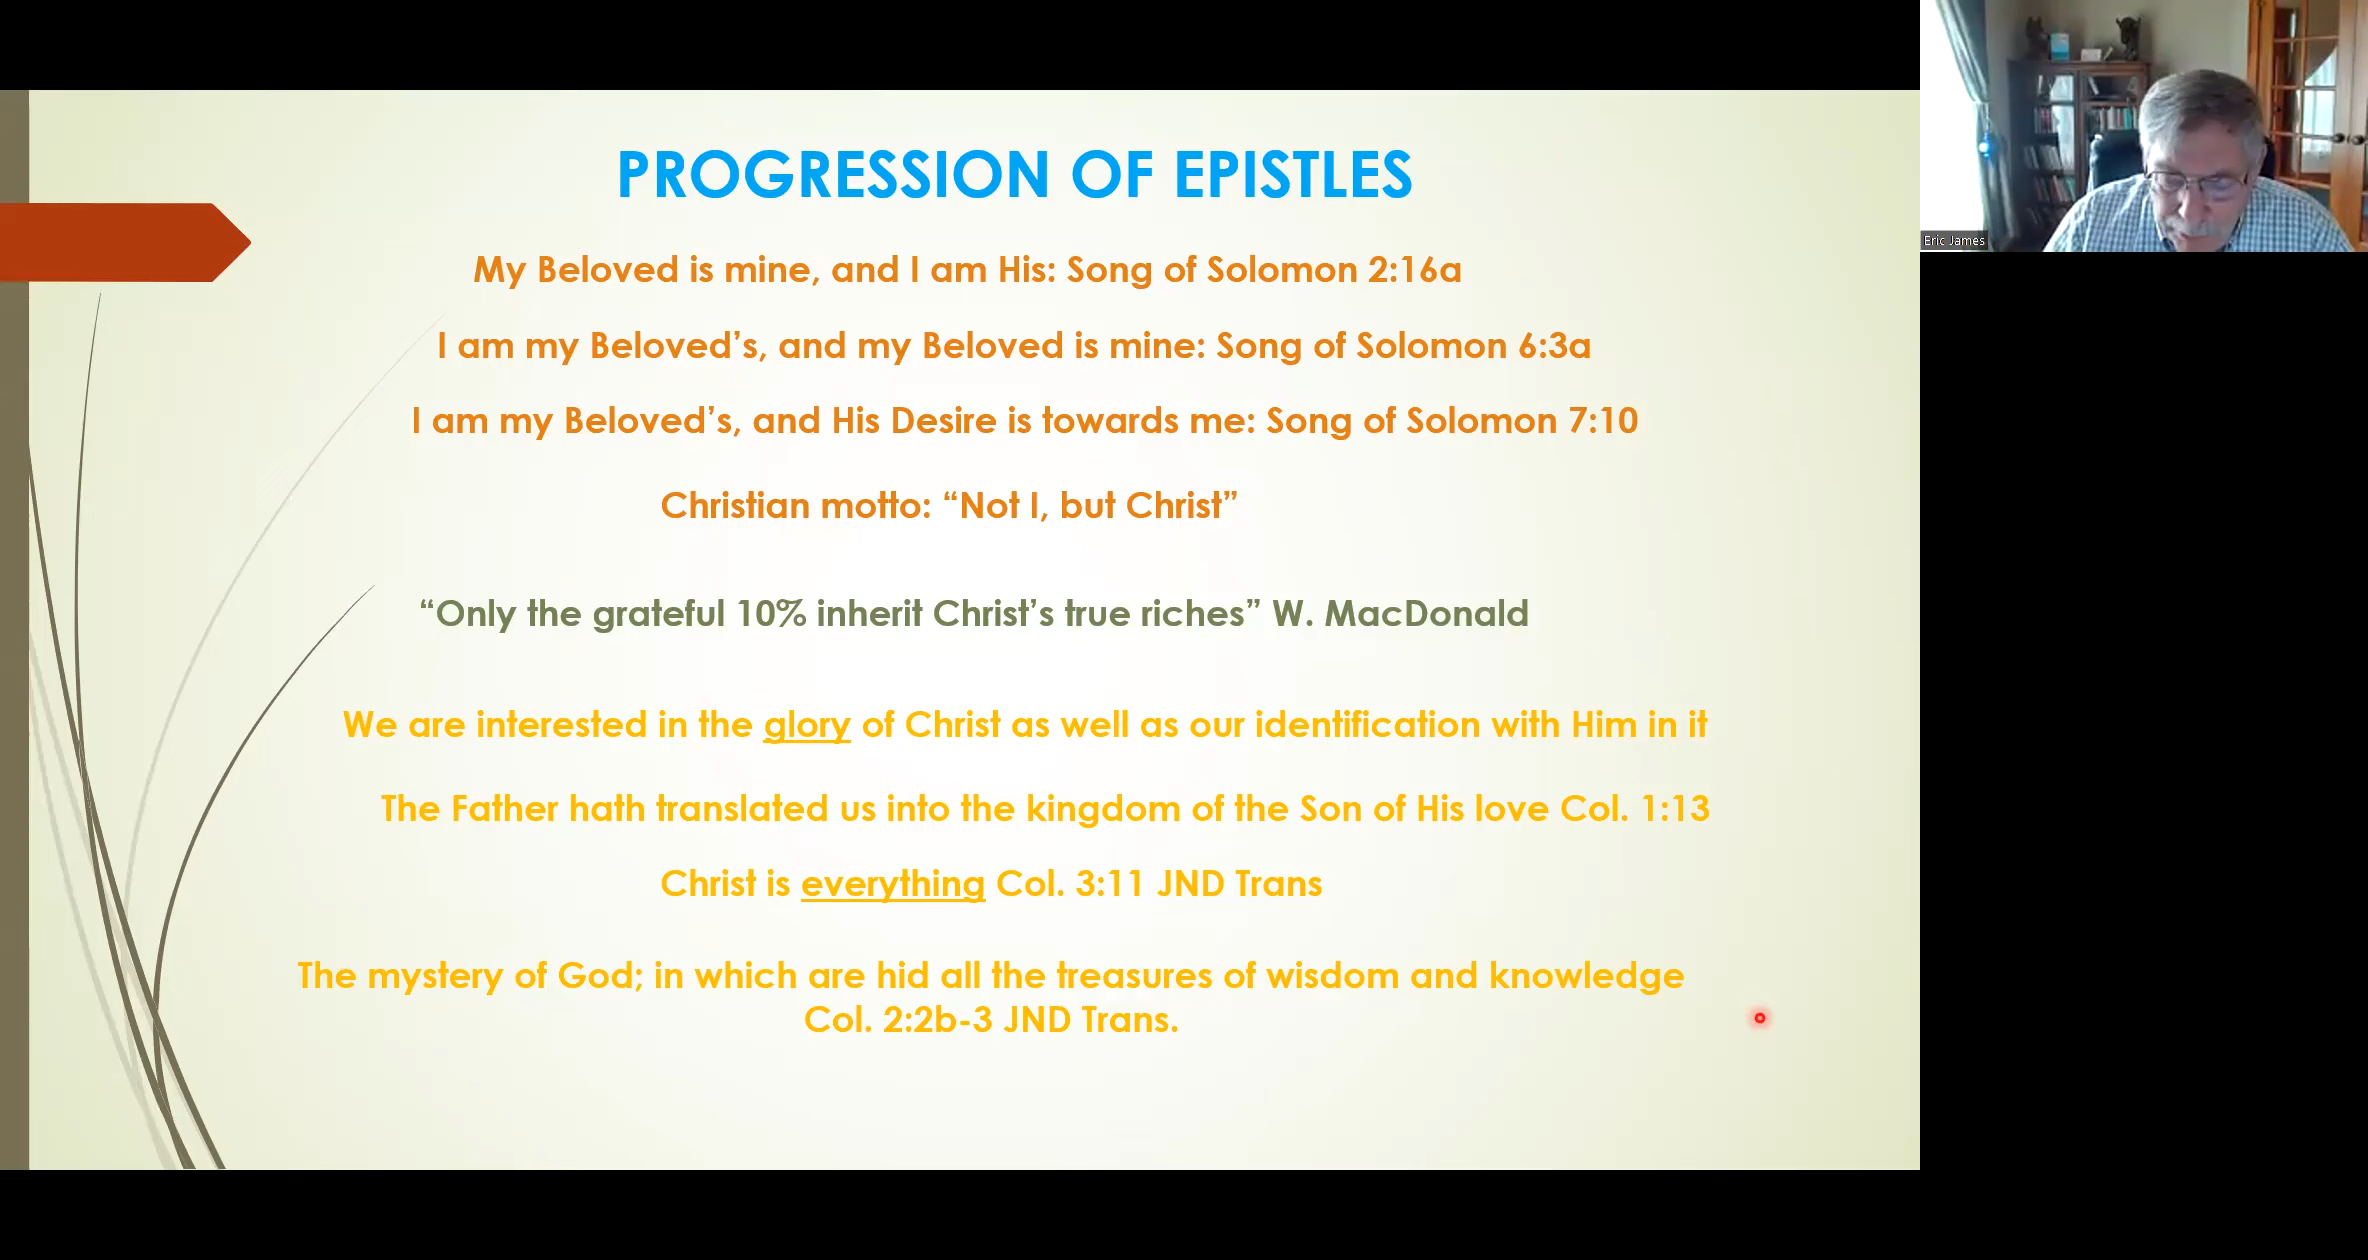 PROGRESSION OF EPISTLES
My Beloved is mine, and I am His: Song of Solomon 2:16a
I am my Beloved’s, and my Beloved is mine: Song of Solomon 6:3a
I am my Beloved’s, and His Desire is towards me: Song of Solomon 7:10
Christian motto: “Not I, but Christ”
“Only the grateful 10% inherit Christ’s true riches” W. MacDonald
We are interested in the glory of Christ as well as our identification with Him in it
The Father hath translated us into the kingdom of the Son of His love Col. 1:13
Christ is everything Col. 3:11 JND Trans
The mystery of God; in which are hid all the treasures of wisdom and knowledge
Col. 2:2b-3 JND Trans.
Eric James